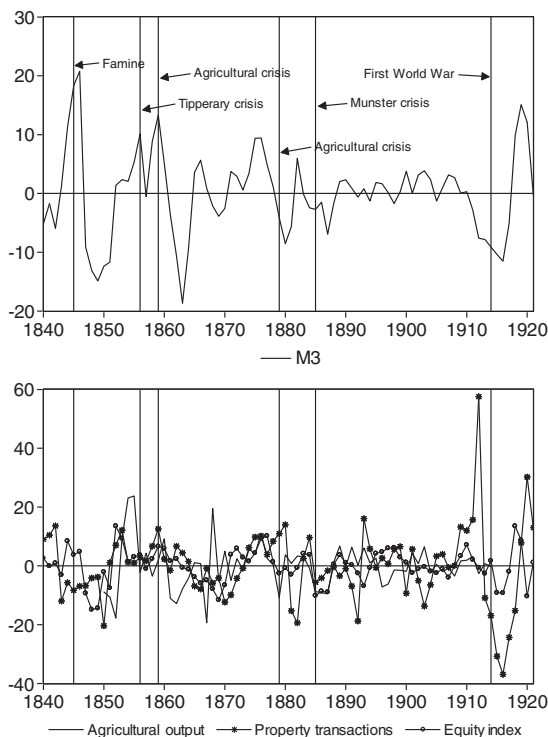 30
Famine
First World War
20
Agricultural crisis
Tipperary crisis
Munster crisis
10
Agricultural crisis
0
-10
-20
1840 1850 1860 1870 1880 1890 1900 1910 1920
M3
60
40
20
0
-20
-40
1840 1850 1860 1870 1880 1890 1900 1910 1920
Agricultural output Property transactions Equity index